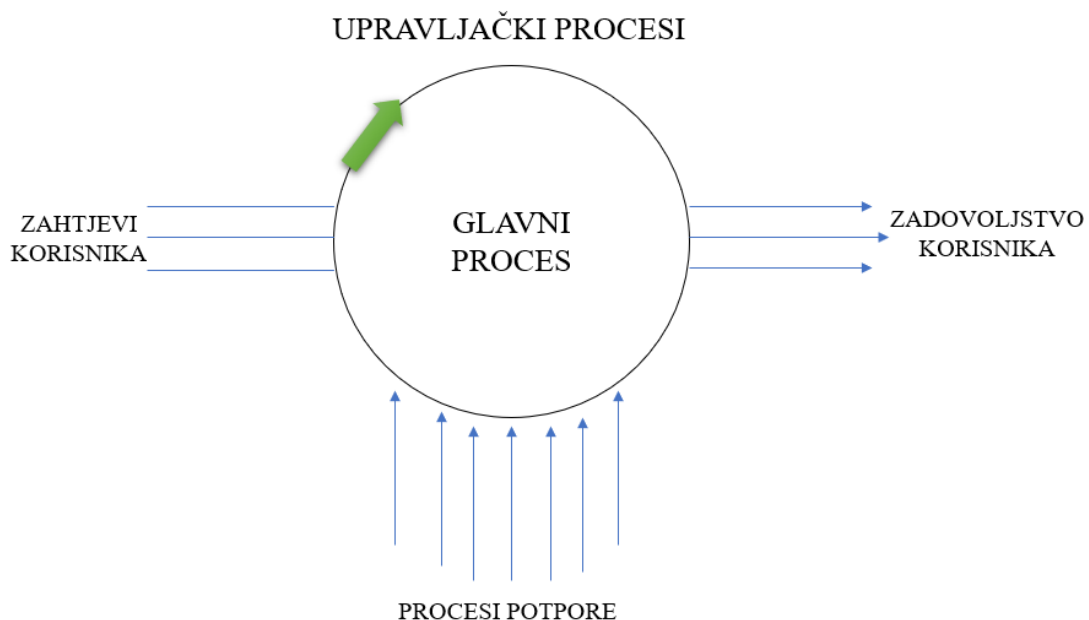 UPRAVLJAČKI PROCESI
ZAHTJEVI
KORISNIKA
GLAVNI
PROCES
ZADOVOLJSTVO
KORISNIKA
PROCESI POTPORE